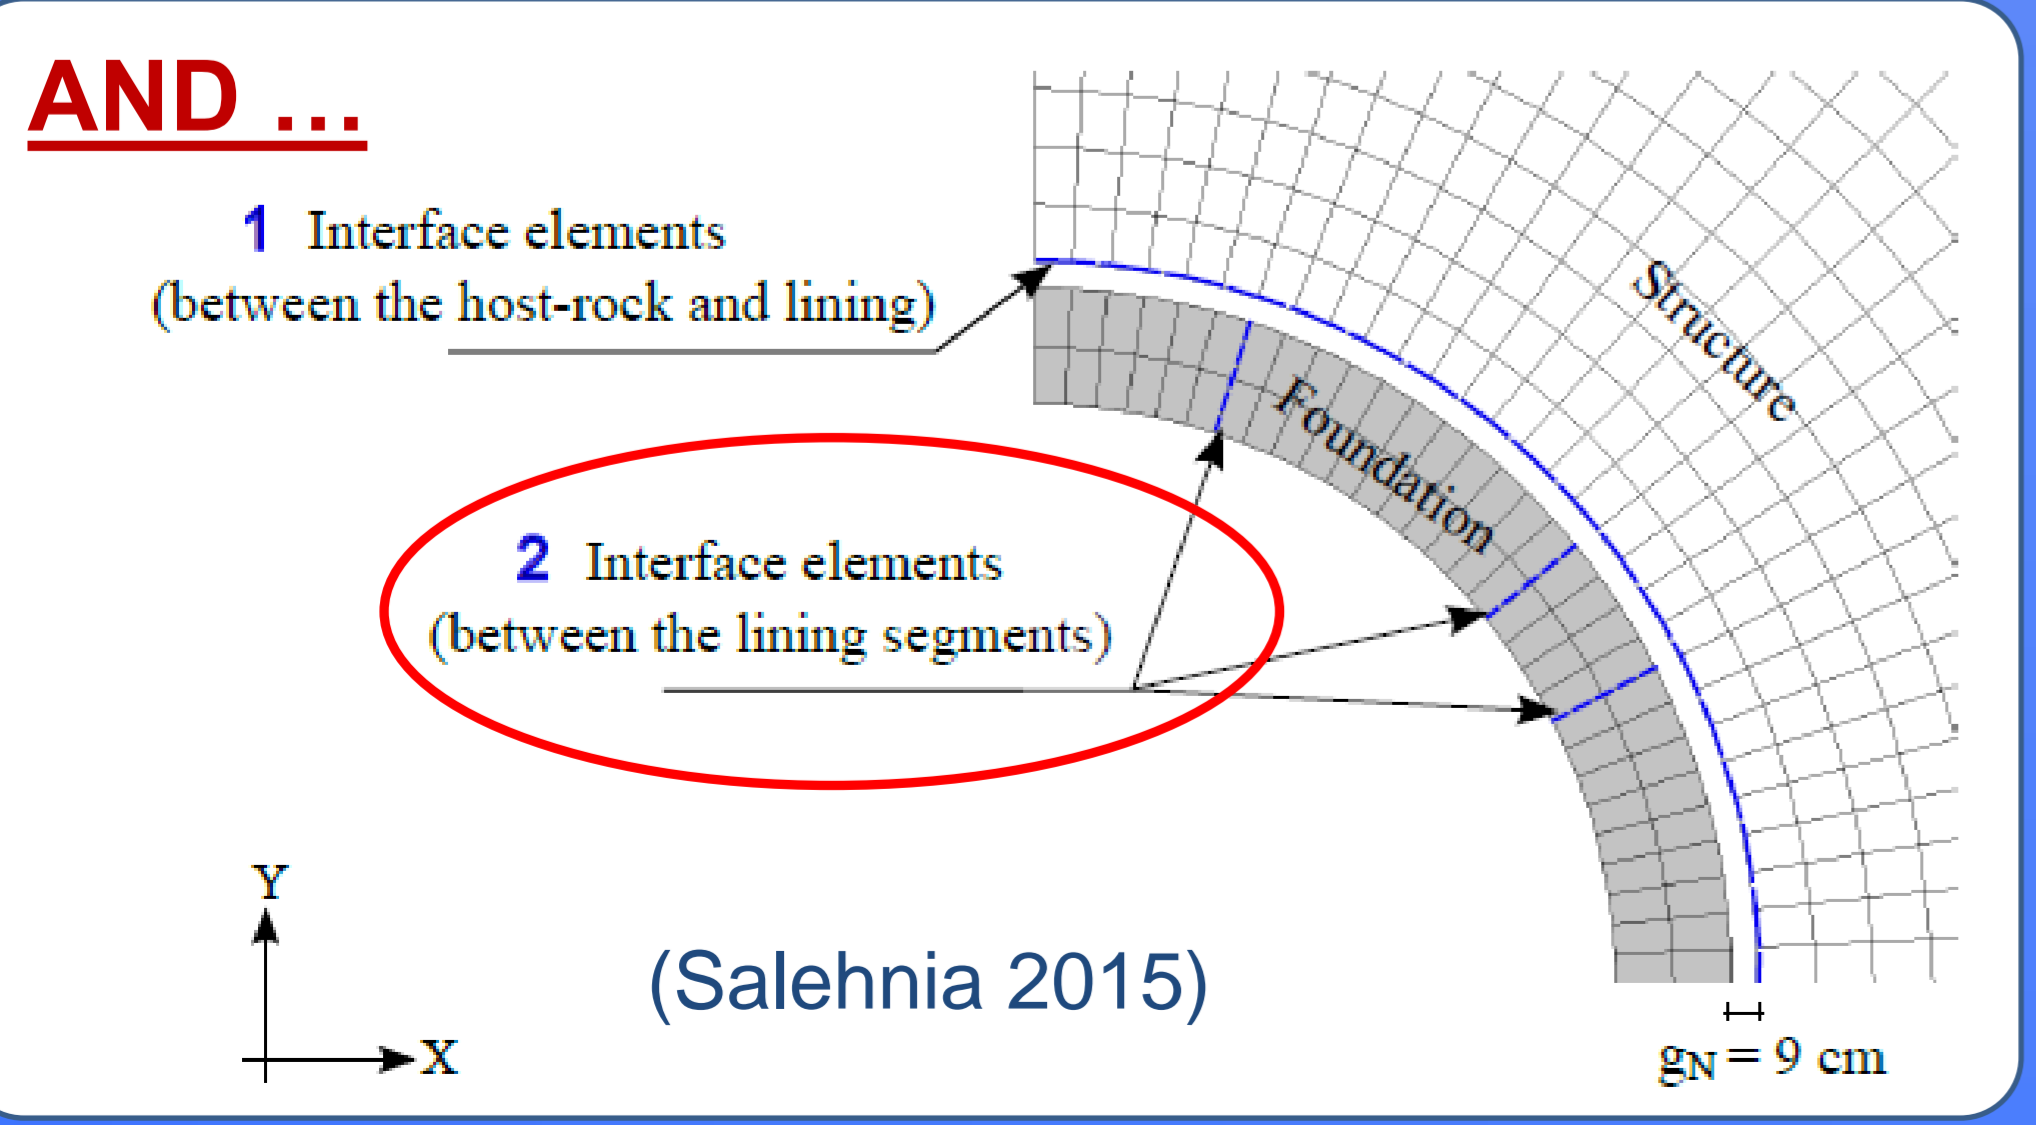 AND ...
1 Interface elements
(between the host-rock and lining)
Structure
Foundation
2 Interface elements
(between the lining segments)
Y
X
(Salehnia 2015)
gN = 9 cm